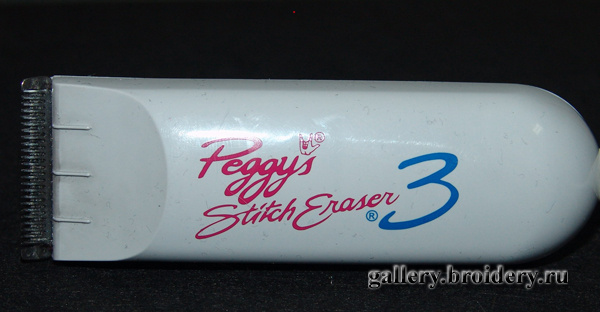 Peggy's ®
Stitch Eraser ® 3
gallery.broidery.ru